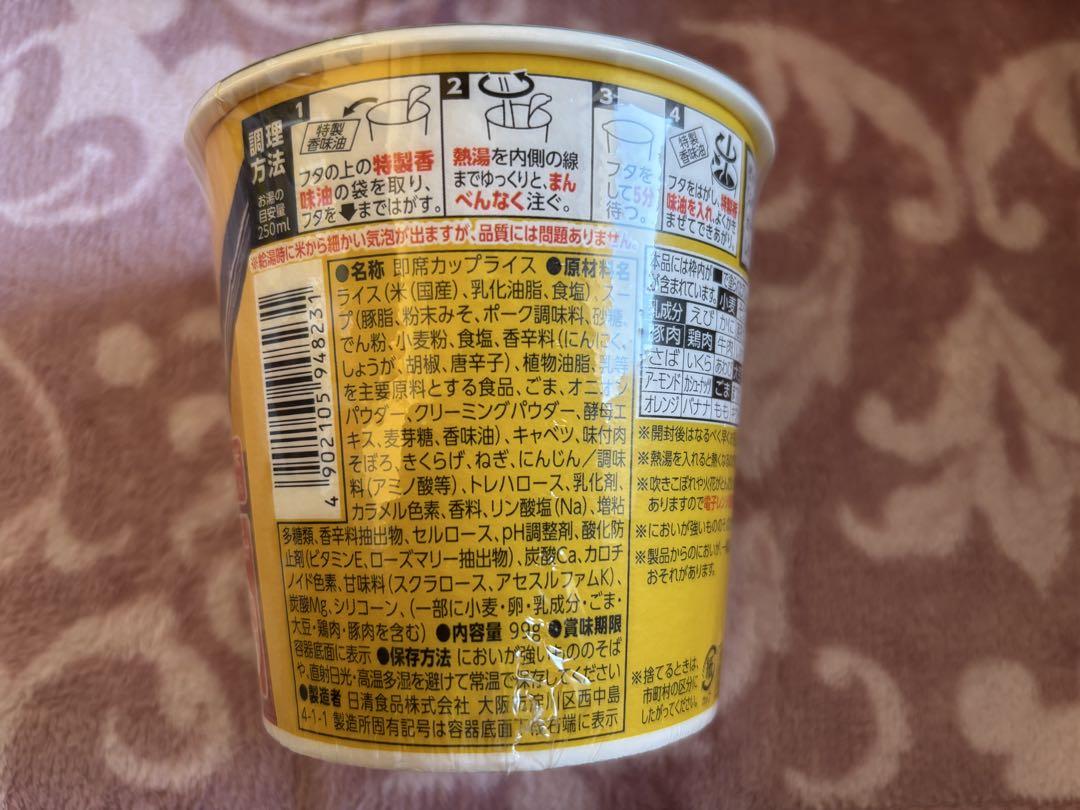 調理
方法
お湯の
目安量
250ml
1
特製
香味油
フタの上の特製香
味油の袋を取り、
フタを まではがす。
2
熱湯を内側の線
までゆっくりと、まん
べんなく注ぐ。
3
フタを
して5分
待つ。
4
特製
香味油
フタをはがし、特製香
味油を入れ、よくかき
まぜてできあがり。
※給湯時に米から細かい気泡が出ますが、品質には問題ありません。
●名称 即席カップライス ●原材料名
ライス(米(国産)、乳化油脂、食塩)、スー
プ(豚脂、粉末みそ、ポーク調味料、砂糖、
でん粉、小麦粉、食塩、香辛料(にんにく、
しょうが、胡椒、唐辛子)、植物油脂、乳等
を主要原料とする食品、ごま、オニオン
パウダー、クリーミングパウダー、酵母エ
キス、麦芽糖、香味油)、キャベツ、味付肉
そぼろ、きくらげ、ねぎ、にんじん/調味
料(アミノ酸等)、トレハロース、乳化剤、
カラメル色素、香料、リン酸塩(Na)、増粘
多糖類、香辛料抽出物、セルロース、pH調整剤、酸化防
止剤(ビタミンE、ローズマリー抽出物)、炭酸Ca、カロチ
ノイド色素、甘味料(スクラロース、アセスルファムK)、
炭酸Mg、シリコーン、(一部に小麦・卵・乳成分・ごま・
大豆・鶏肉・豚肉を含む) ●内容量 99g ●賞味期限
容器底面に表示 ●保存方法 においが強いもののそば
や、直射日光・高温多湿を避けて常温で保存してください
●製造者 日清食品株式会社 大阪市淀川区西中島
4-1-1 製造所固有記号は容器底面 右端に表示
4 902105 948231
本品には枠内が
が含まれています。 小麦
乳成分 えび かに
豚肉 鶏肉 牛肉
さば いくら あわび
アーモンド カシューナッツ ごま
オレンジ バナナ もも
※開封後はなるべく早く
※熱湯を入れると熱くなる
※吹きこぼれや火花が
ありますので電子レンジ
※においが強いものの
※製品からのにおいが、
おそれがあります。
※捨てるときは、
市町村の区分に
したがってください。